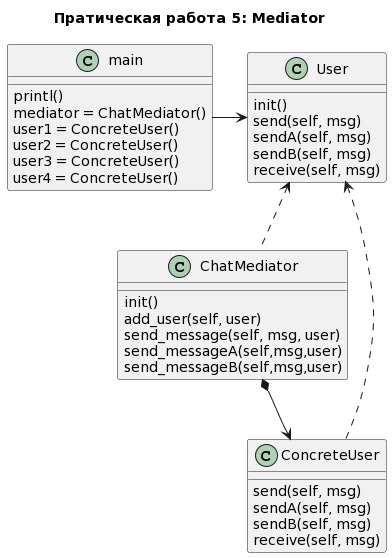 Пратическая работа 5: Mediator
C main
printl()
mediator = ChatMediator()
user1 = ConcreteUser()
user2 = ConcreteUser()
user3 = ConcreteUser()
user4 = ConcreteUser()
C User
init()
send(self, msg)
sendA(self, msg)
sendB(self, msg)
receive(self, msg)
C ChatMediator
init()
add_user(self, user)
send_message(self, msg, user)
send_messageA(self,msg,user)
send_messageB(self,msg,user)
C ConcreteUser
send(self, msg)
sendA(self, msg)
sendB(self, msg)
receive(self, msg)